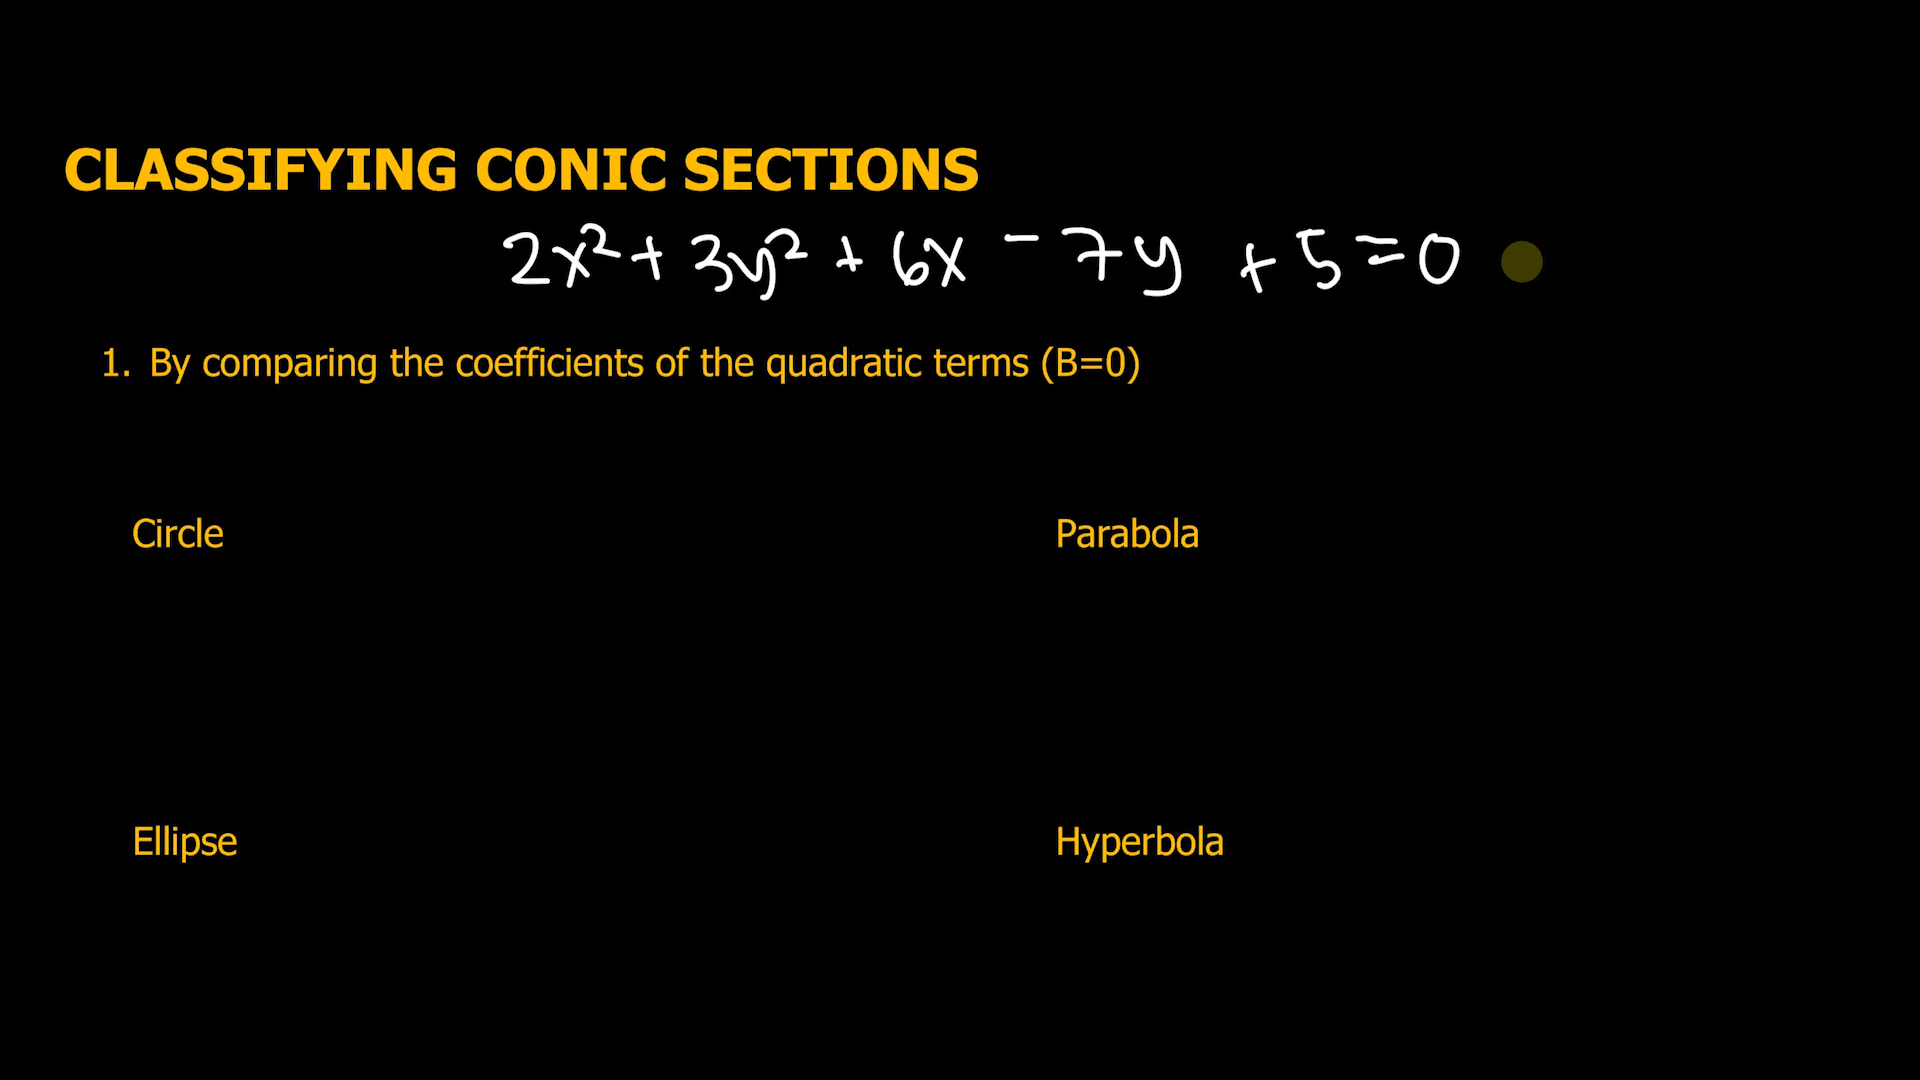 CLASSIFYING CONIC SECTIONS
2x² + 3y² + 6x - 7y + 5 = 0
1. By comparing the coefficients of the quadratic terms (B=0)
Circle
Parabola
Ellipse
Hyperbola